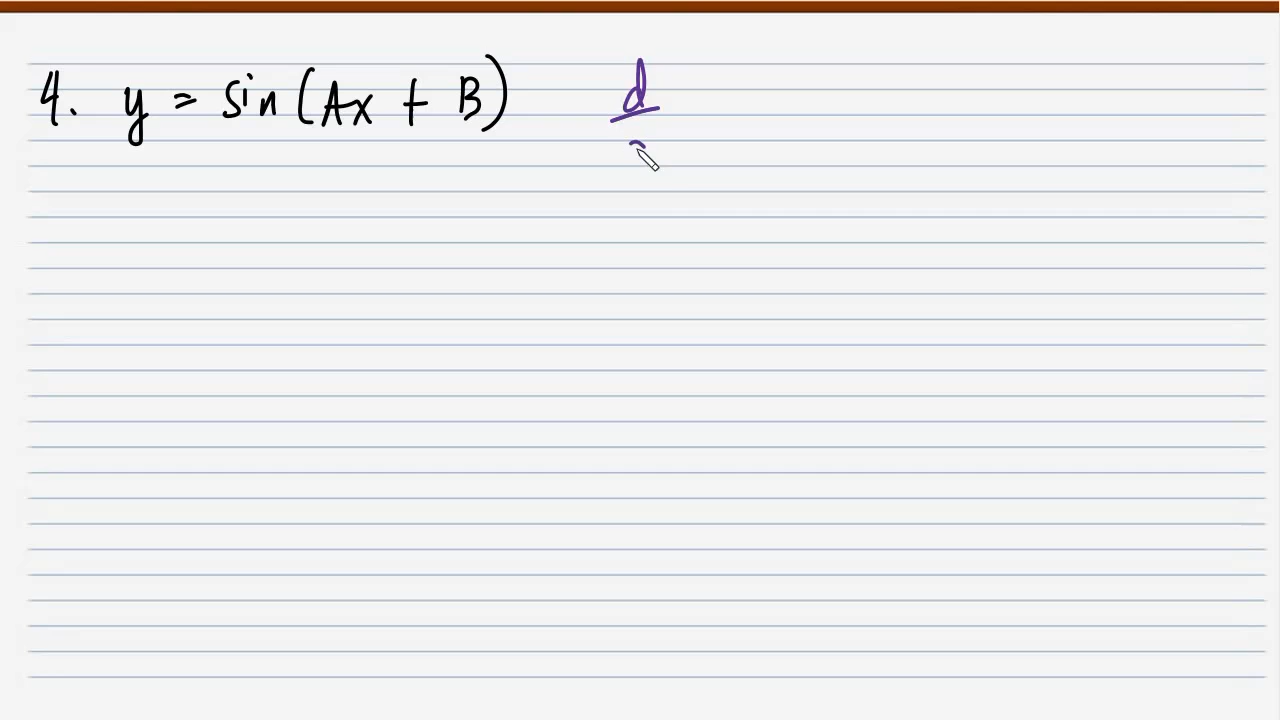 4. y = sin(Ax + B) d